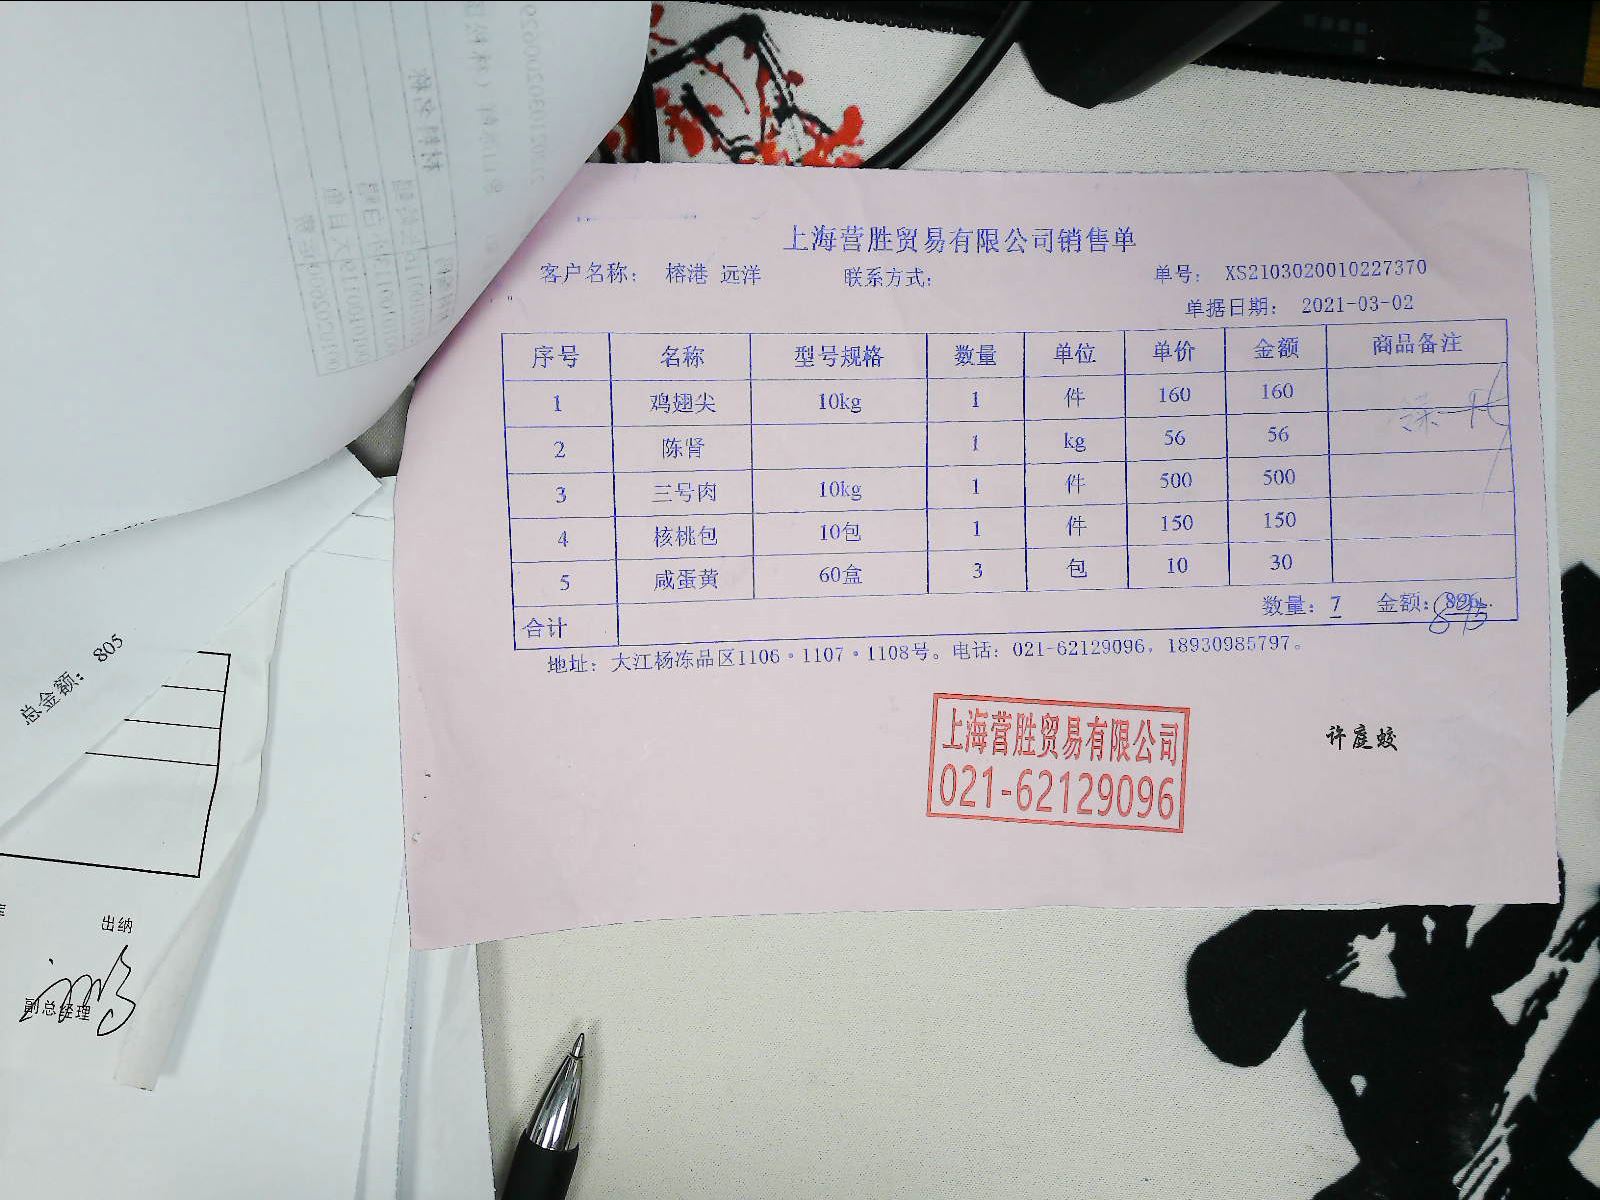 上海营胜贸易有限公司销售单
客户名称： 榕港 远洋 联系方式： 单号： XS2103020010227370
单据日期： 2021-03-02
序号 名称 型号规格 数量 单位 单价 金额 商品备注
1 鸡翅尖 10kg 1 件 160 160
2 陈肾 1 kg 56 56
3 三号肉 10kg 1 件 500 500
4 核桃包 10包 1 件 150 150
5 咸蛋黄 60盒 3 包 10 30
合计 数量： 7 金额： 896
地址： 大江杨冻品区1106·1107·1108号。电话： 021-62129096, 18930985797。
上海营胜贸易有限公司
021-62129096
许庭蛟
总金额： 805
出纳
副总经理